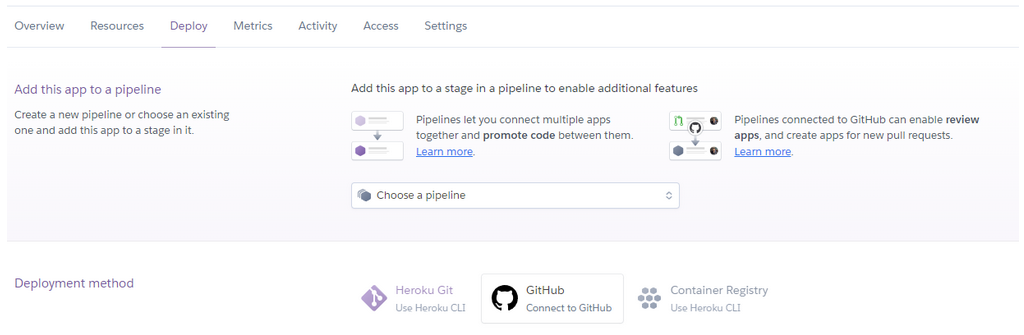 Overview Resources Deploy Metrics Activity Access Settings
Add this app to a pipeline
Create a new pipeline or choose an existing
one and add this app to a stage in it.
Add this app to a stage in a pipeline to enable additional features
Pipelines let you connect multiple apps
together and promote code between them.
Learn more.
Pipelines connected to GitHub can enable review
apps, and create apps for new pull requests.
Learn more.
Choose a pipeline
Deployment method
Heroku Git
Use Heroku CLI
GitHub
Connect to GitHub
Container Registry
Use Heroku CLI